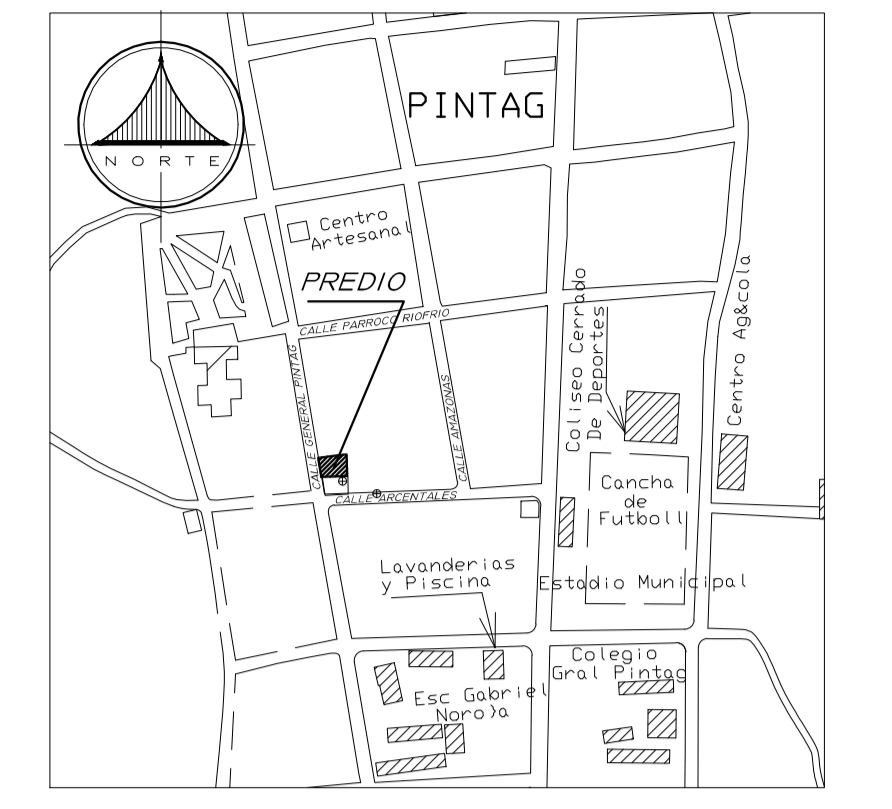 PINTAG
NORTE
Centro
Artesanal
PREDIO
CALLE PARROCO RIOFRIO
CALLE GENERAL PINTAG
CALLE AMAZONAS
CALLE ARCENTALES
Coliseo Cerrado
De Deportes
Centro Ag&cola
Cancha
de
Futboll
Lavanderias
y Piscina
Estadio Municipal
Colegio
Gral Pintag
Esc Gabriel
Noro}a